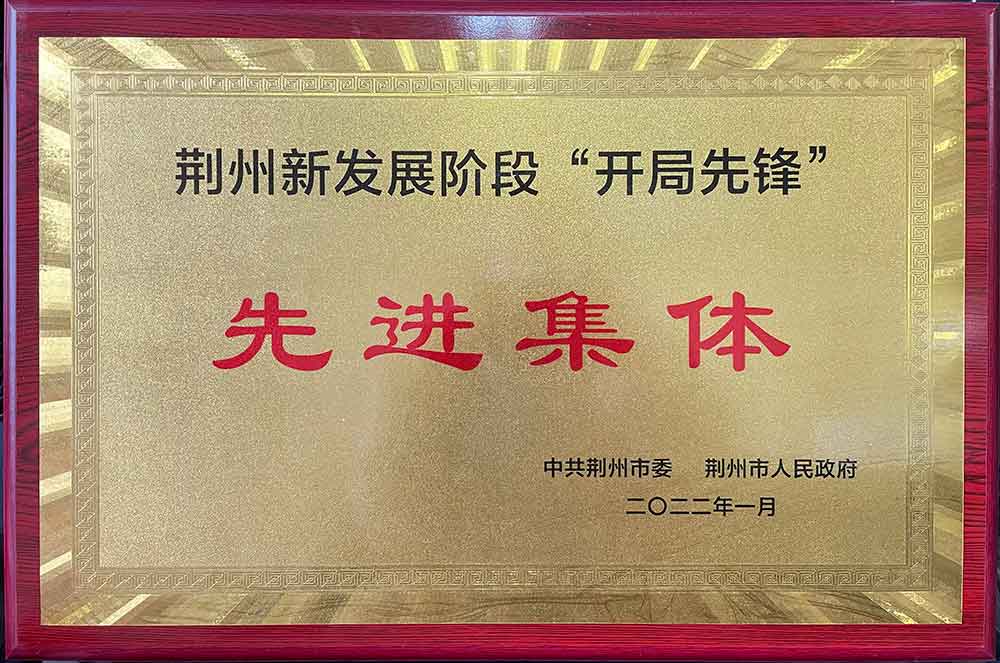 荆州新发展阶段“开局先锋”
先进集体
中共荆州市委 荆州市人民政府
二〇二二年一月